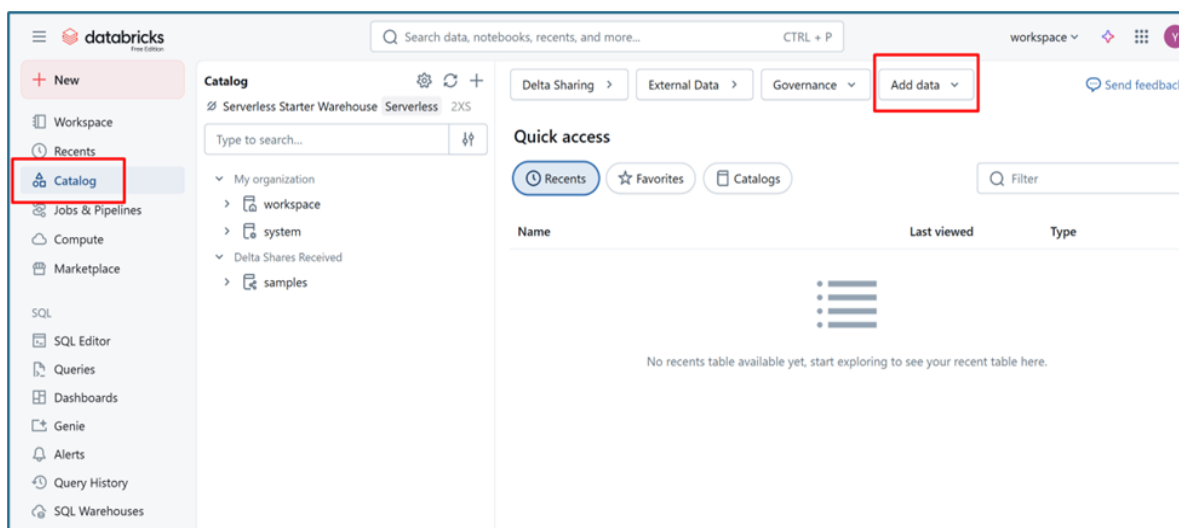 databricks
Free Edition
Search data, notebooks, recents, and more...
CTRL + P
workspace
Y
New
Workspace
Recents
Catalog
Jobs & Pipelines
Compute
Marketplace
SQL
SQL Editor
Queries
Dashboards
Genie
Alerts
Query History
SQL Warehouses
Catalog
Serverless Starter Warehouse Serverless 2XS
Type to search...
My organization
workspace
system
Delta Shares Received
samples
Delta Sharing
External Data
Governance
Add data
Send feedback
Quick access
Recents
Favorites
Catalogs
Filter
Name Last viewed Type
No recents table available yet, start exploring to see your recent table here.